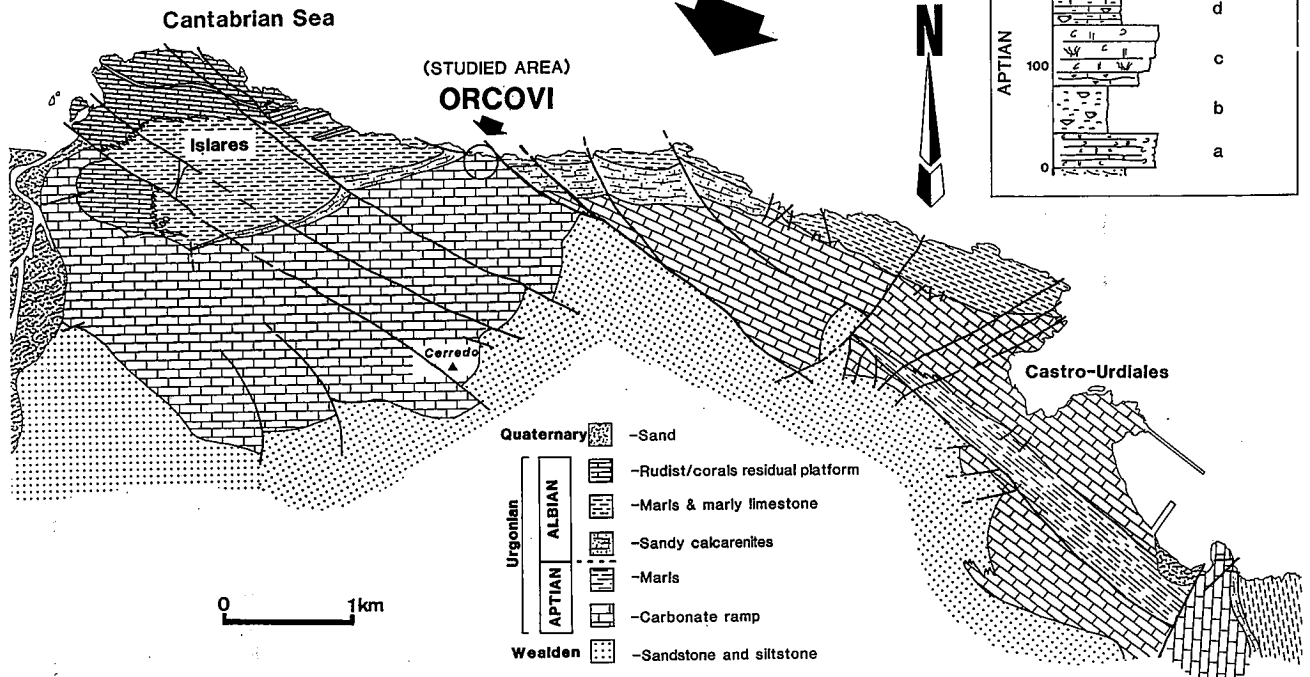 Cantabrian Sea
(STUDIED AREA)
ORCOVI
Islares
N
APTIAN
100
0
d
c
b
a
Cerredo
Castro-Urdiales
Quaternary -Sand
Urgonian
ALBIAN
APTIAN
-Rudist/corals residual platform
-Marls & marly limestone
-Sandy calcarenites
-Marls
-Carbonate ramp
Wealden -Sandstone and siltstone
0 1km